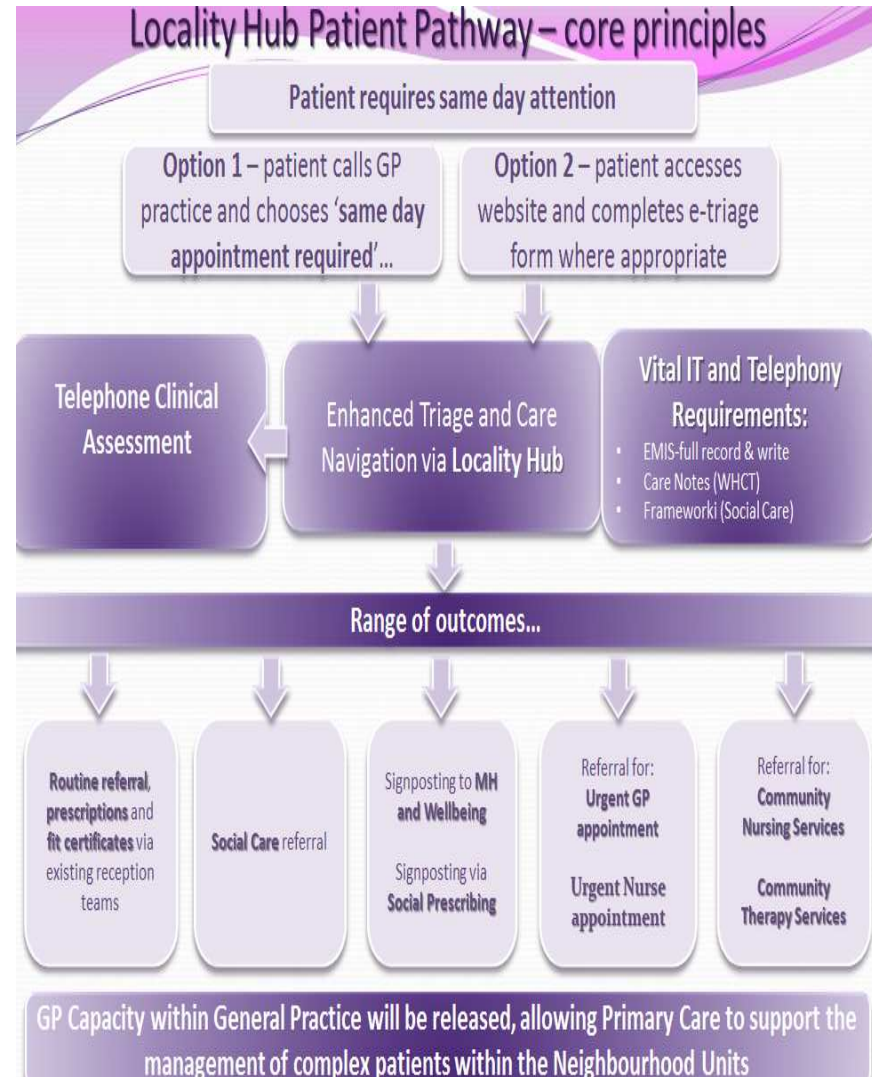 Locality Hub Patient Pathway – core principles
Patient requires same day attention
Option 1 – patient calls GP
practice and chooses ‘same day
appointment required’...
Option 2 – patient accesses
website and completes e-triage
form where appropriate
Telephone Clinical
Assessment
Enhanced Triage and Care
Navigation via Locality Hub
Vital IT and Telephony
Requirements:
• EMIS-full record & write
• Care Notes (WHCT)
• Frameworki (Social Care)
Range of outcomes...
Routine referral,
prescriptions and
fit certificates via
existing reception
teams
Social Care referral
Signposting to MH
and Wellbeing
Signposting via
Social Prescribing
Referral for:
Urgent GP
appointment
Urgent Nurse
appointment
Referral for:
Community
Nursing Services
Community
Therapy Services
GP Capacity within General Practice will be released, allowing Primary Care to support the
management of complex patients within the Neighbourhood Units